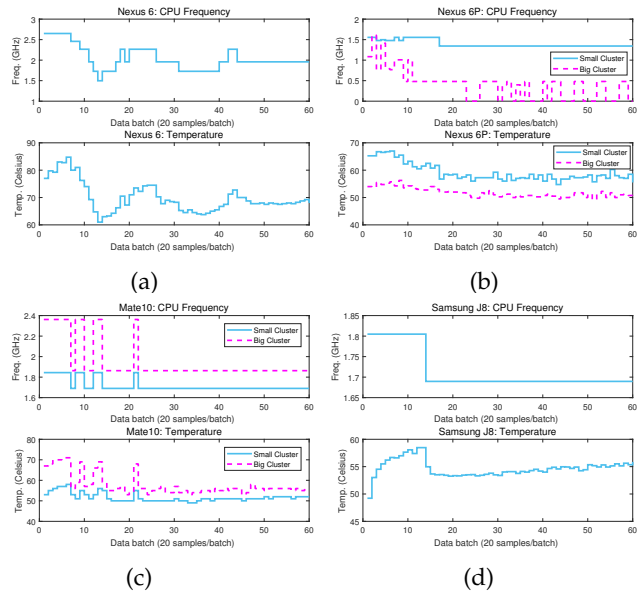 Nexus 6: CPU Frequency
Freq. (GHz)
3
2.5
2
1.5
1
0 10 20 30 40 50 60
Data batch (20 samples/batch)
Nexus 6: Temperature
Temp. (Celsius)
90
80
70
60
0 10 20 30 40 50 60
Data batch (20 samples/batch)
(a)
Nexus 6P: CPU Frequency
Freq. (GHz)
2
1.5
1
0.5
0
Small Cluster
Big Cluster
0 10 20 30 40 50 60
Data batch (20 samples/batch)
Nexus 6P: Temperature
Temp. (Celsius)
70
60
50
40
Small Cluster
Big Cluster
0 10 20 30 40 50 60
Data batch (20 samples/batch)
(b)
Mate10: CPU Frequency
Freq. (GHz)
2.4
2.2
2
1.8
1.6
Small Cluster
Big Cluster
0 10 20 30 40 50 60
Data batch (20 samples/batch)
Mate10: Temperature
Temp. (Celsius)
80
70
60
50
40
Small Cluster
Big Cluster
0 10 20 30 40 50 60
Data batch (20 samples/batch)
(c)
Samsung J8: CPU Frequency
Freq. (GHz)
1.85
1.8
1.75
1.7
1.65
0 10 20 30 40 50 60
Data batch (20 samples/batch)
Samsung J8: Temperature
Temp. (Celsius)
60
55
50
45
0 10 20 30 40 50 60
Data batch (20 samples/batch)
(d)